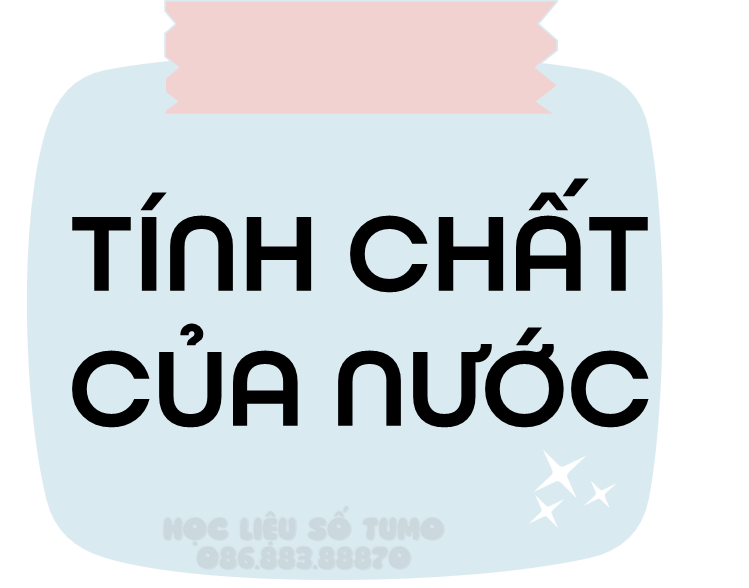 TÍNH CHẤT
CỦA NƯỚC
HỌC LIỆU SỐ TUMO
086.883.88870